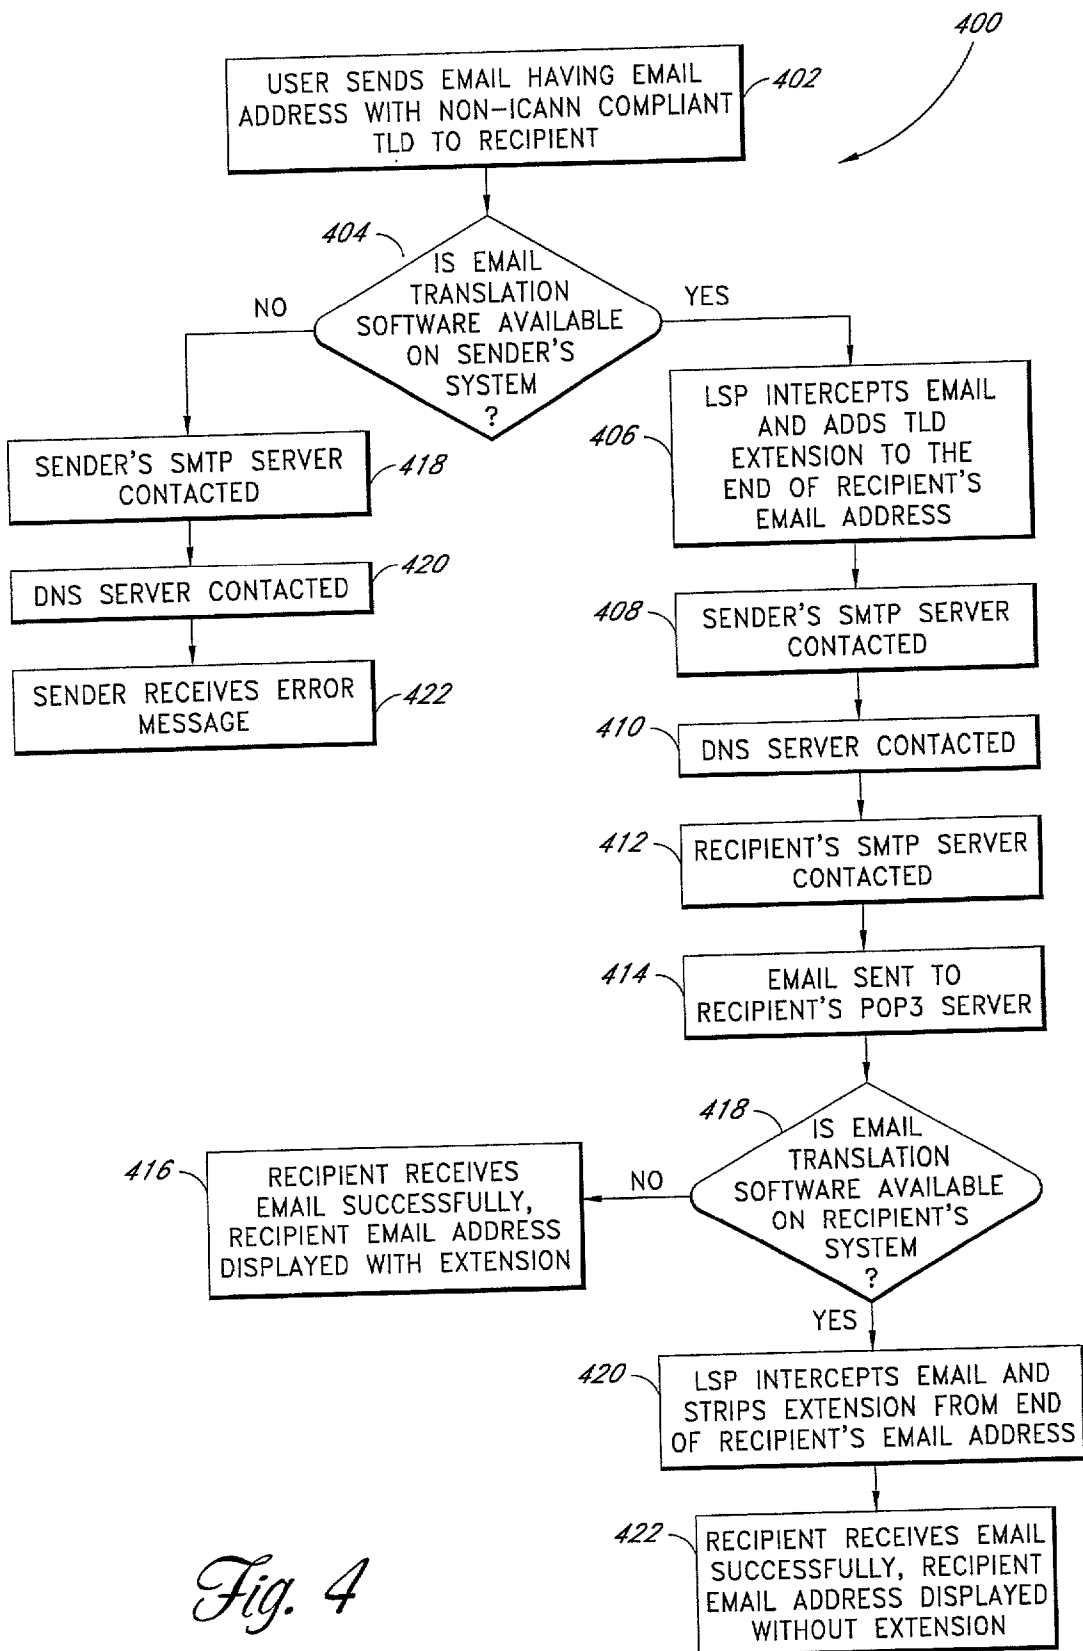 400
USER SENDS EMAIL HAVING EMAIL
ADDRESS WITH NON-ICANN COMPLIANT
TLD TO RECIPIENT
402
404
IS EMAIL
TRANSLATION
SOFTWARE AVAILABLE
ON SENDER'S
SYSTEM
?
NO
YES
SENDER'S SMTP SERVER
CONTACTED
418
DNS SERVER CONTACTED
420
SENDER RECEIVES ERROR
MESSAGE
422
406
LSP INTERCEPTS EMAIL
AND ADDS TLD
EXTENSION TO THE
END OF RECIPIENT'S
EMAIL ADDRESS
408
SENDER'S SMTP SERVER
CONTACTED
410
DNS SERVER CONTACTED
412
RECIPIENT'S SMTP SERVER
CONTACTED
414
EMAIL SENT TO
RECIPIENT'S POP3 SERVER
418
IS EMAIL
TRANSLATION
SOFTWARE AVAILABLE
ON RECIPIENT'S
SYSTEM
?
NO
416
RECIPIENT RECEIVES
EMAIL SUCCESSFULLY,
RECIPIENT EMAIL ADDRESS
DISPLAYED WITH EXTENSION
YES
420
LSP INTERCEPTS EMAIL AND
STRIPS EXTENSION FROM END
OF RECIPIENT'S EMAIL ADDRESS
422
RECIPIENT RECEIVES EMAIL
SUCCESSFULLY, RECIPIENT
EMAIL ADDRESS DISPLAYED
WITHOUT EXTENSION
Fig. 4